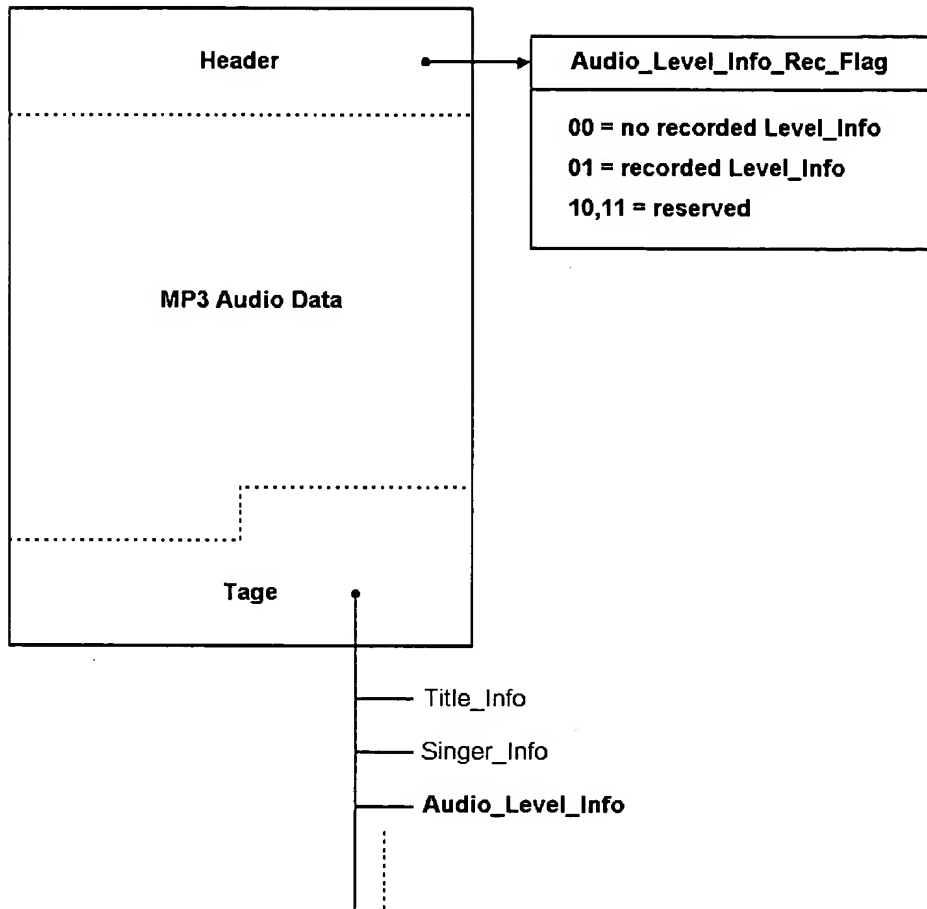 Header
Audio_Level_Info_Rec_Flag
00 = no recorded Level_Info
01 = recorded Level_Info
10,11 = reserved
MP3 Audio Data
Tage
Title_Info
Singer_Info
Audio_Level_Info